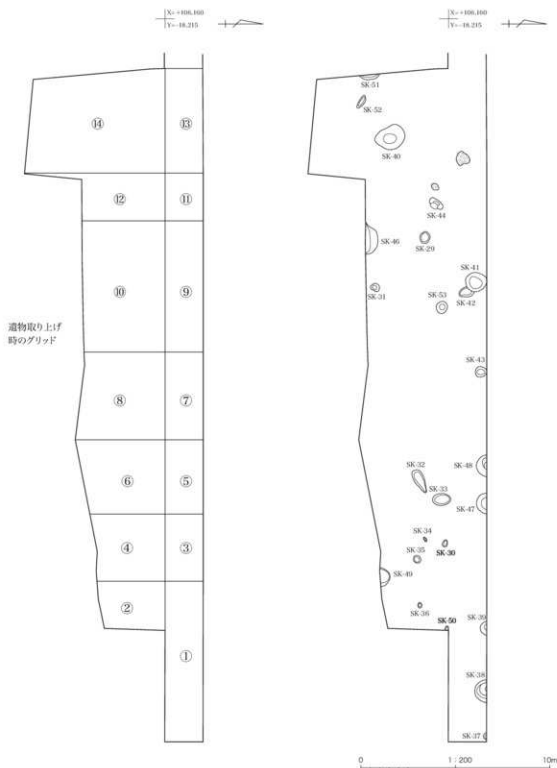 X=+108.160
Y=-18.215
⑭
⑬
⑫
⑪
⑩
⑨
遺物取り上げ
時のグリッド
⑧
⑦
⑥
⑤
④
③
②
①
X=+108.160
Y=-18.215
SK-51
SK-52
SK-40
SK-44
SK-46
SK-29
SK-41
SK-31
SK-42
SK-53
SK-43
SK-32
SK-48
SK-33
SK-47
SK-34
SK-30
SK-35
SK-49
SK-36
SK-50
SK-39
SK-38
SK-37
0 1:200 10m